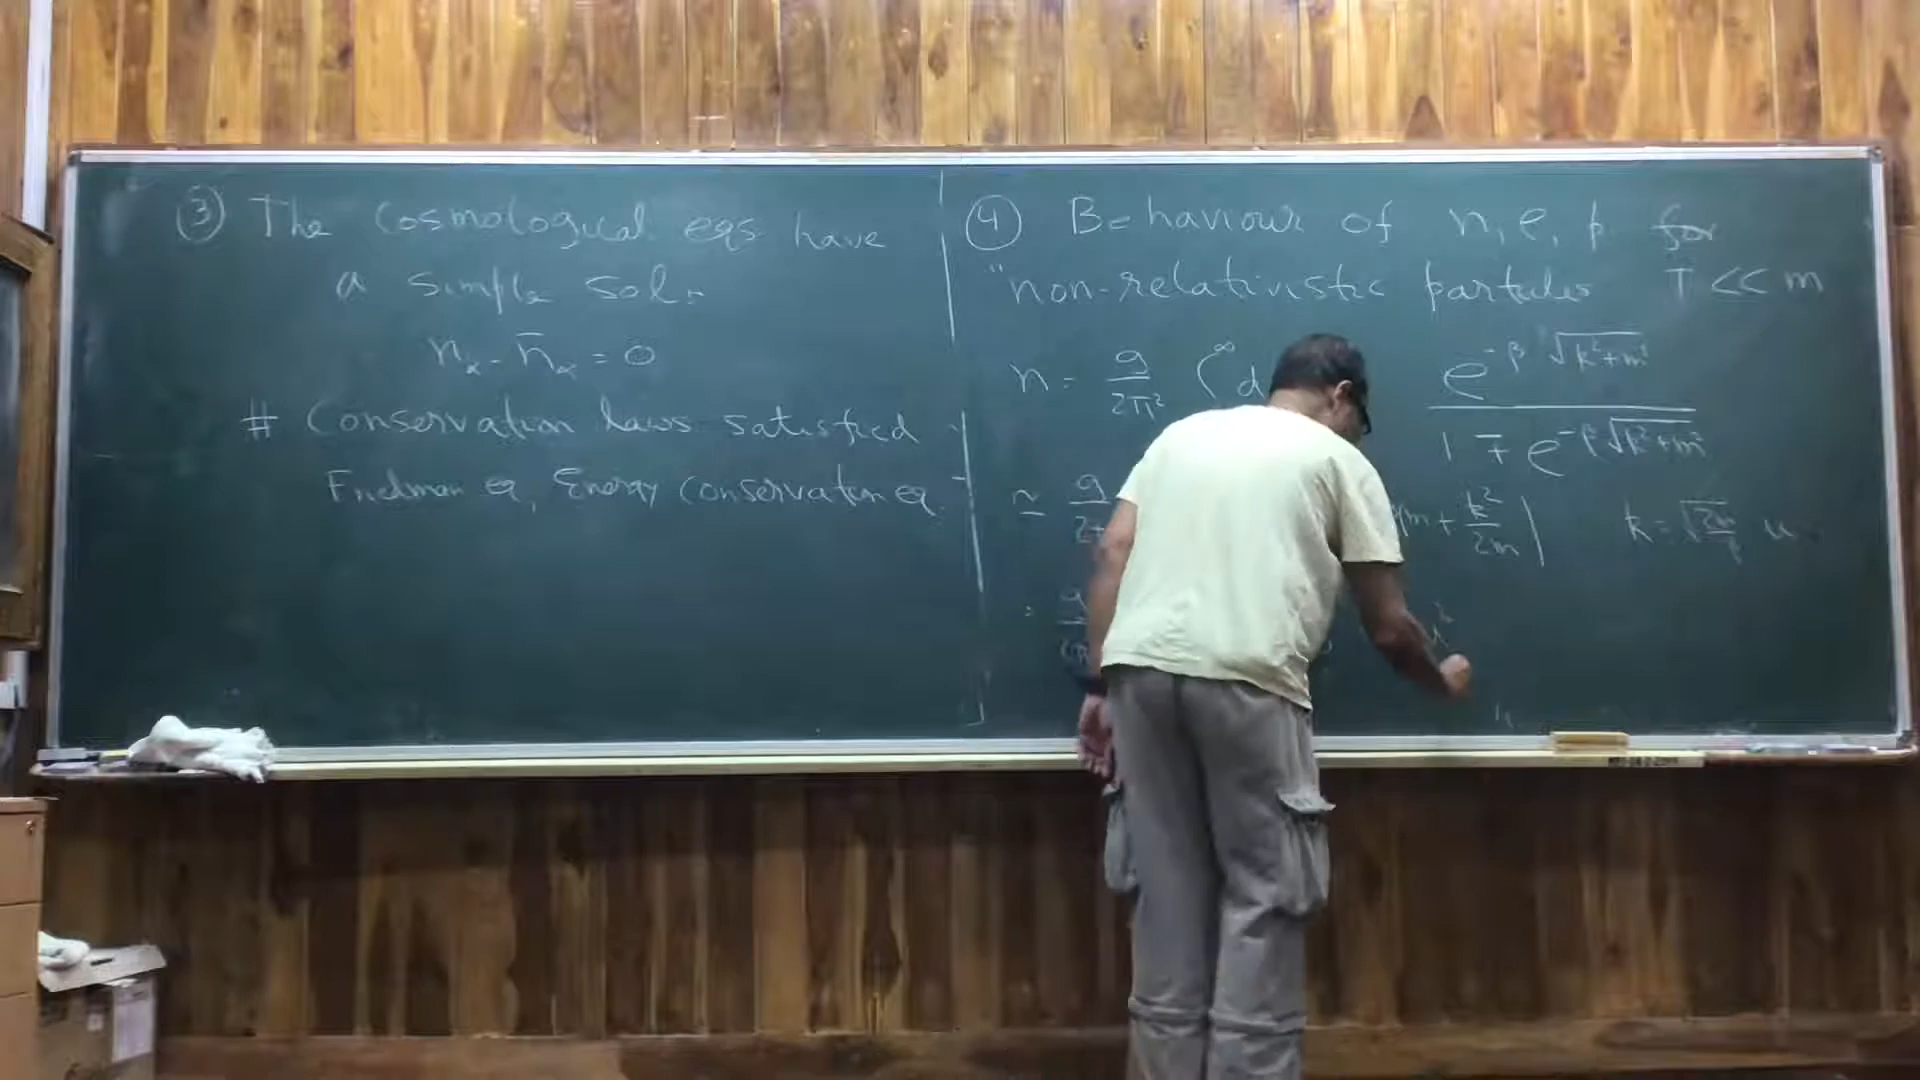 ③ The cosmological eqs have
a simple sol.
n_α - n̄_α = 0
# Conservation laws satisfied
Friedman eq, Energy conservation eq.
④ Behaviour of n, e, p for
"non-relativistic particles T << m
n = g/2π² ∫^∞ d e^{-β√(k²+m²)} / 1 ∓ e^{-β√(k²+m²)}
≃ g (m + k²/2m) k = √(2m/β) u